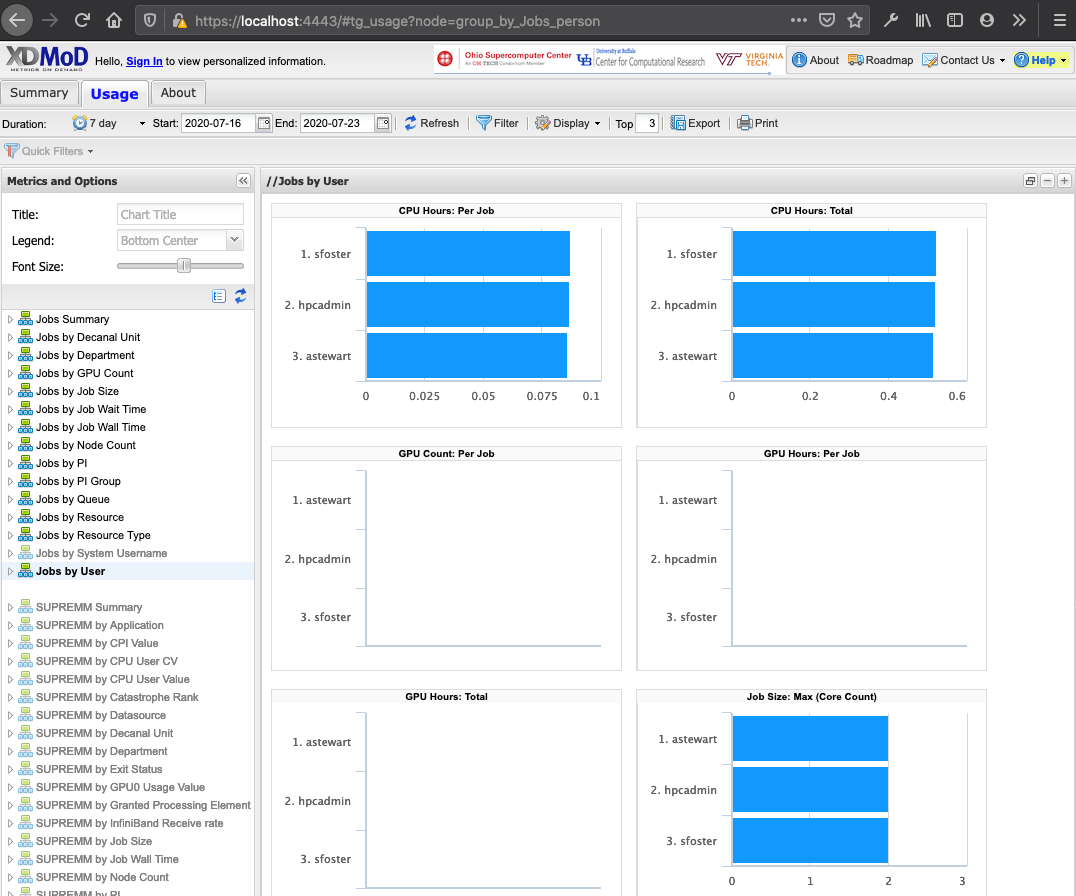 https://localhost:4443/#tg_usage?node=group_by_Jobs_person
XDMoD
METRICS ON DEMAND
Hello, Sign In to view personalized information.
Ohio Supercomputer Center
An OH·TECH Consortium Member
UB
University at Buffalo
Center for Computational Research
VT VIRGINIA TECH.
About
Roadmap
Contact Us
Help
Summary
Usage
About
Duration: 7 day Start: 2020-07-16 End: 2020-07-23 Refresh Filter Display Top 3 Export Print
Quick Filters
Metrics and Options
Title: Chart Title
Legend: Bottom Center
Font Size:
Jobs Summary
Jobs by Decanal Unit
Jobs by Department
Jobs by GPU Count
Jobs by Job Size
Jobs by Job Wait Time
Jobs by Job Wall Time
Jobs by Node Count
Jobs by PI
Jobs by PI Group
Jobs by Queue
Jobs by Resource
Jobs by Resource Type
Jobs by System Username
Jobs by User
SUPREMM Summary
SUPREMM by Application
SUPREMM by CPI Value
SUPREMM by CPU User CV
SUPREMM by CPU User Value
SUPREMM by Catastrophe Rank
SUPREMM by Datasource
SUPREMM by Decanal Unit
SUPREMM by Department
SUPREMM by Exit Status
SUPREMM by GPU0 Usage Value
SUPREMM by Granted Processing Element
SUPREMM by InfiniBand Receive rate
SUPREMM by Job Size
SUPREMM by Job Wall Time
SUPREMM by Node Count
SUPREMM by PI
//Jobs by User
CPU Hours: Per Job
1. sfoster
2. hpcadmin
3. astewart
0 0.025 0.05 0.075 0.1
CPU Hours: Total
1. sfoster
2. hpcadmin
3. astewart
0 0.2 0.4 0.6
GPU Count: Per Job
1. astewart
2. hpcadmin
3. sfoster
GPU Hours: Per Job
1. astewart
2. hpcadmin
3. sfoster
GPU Hours: Total
1. astewart
2. hpcadmin
3. sfoster
Job Size: Max (Core Count)
1. astewart
2. hpcadmin
3. sfoster
0 1 2 3